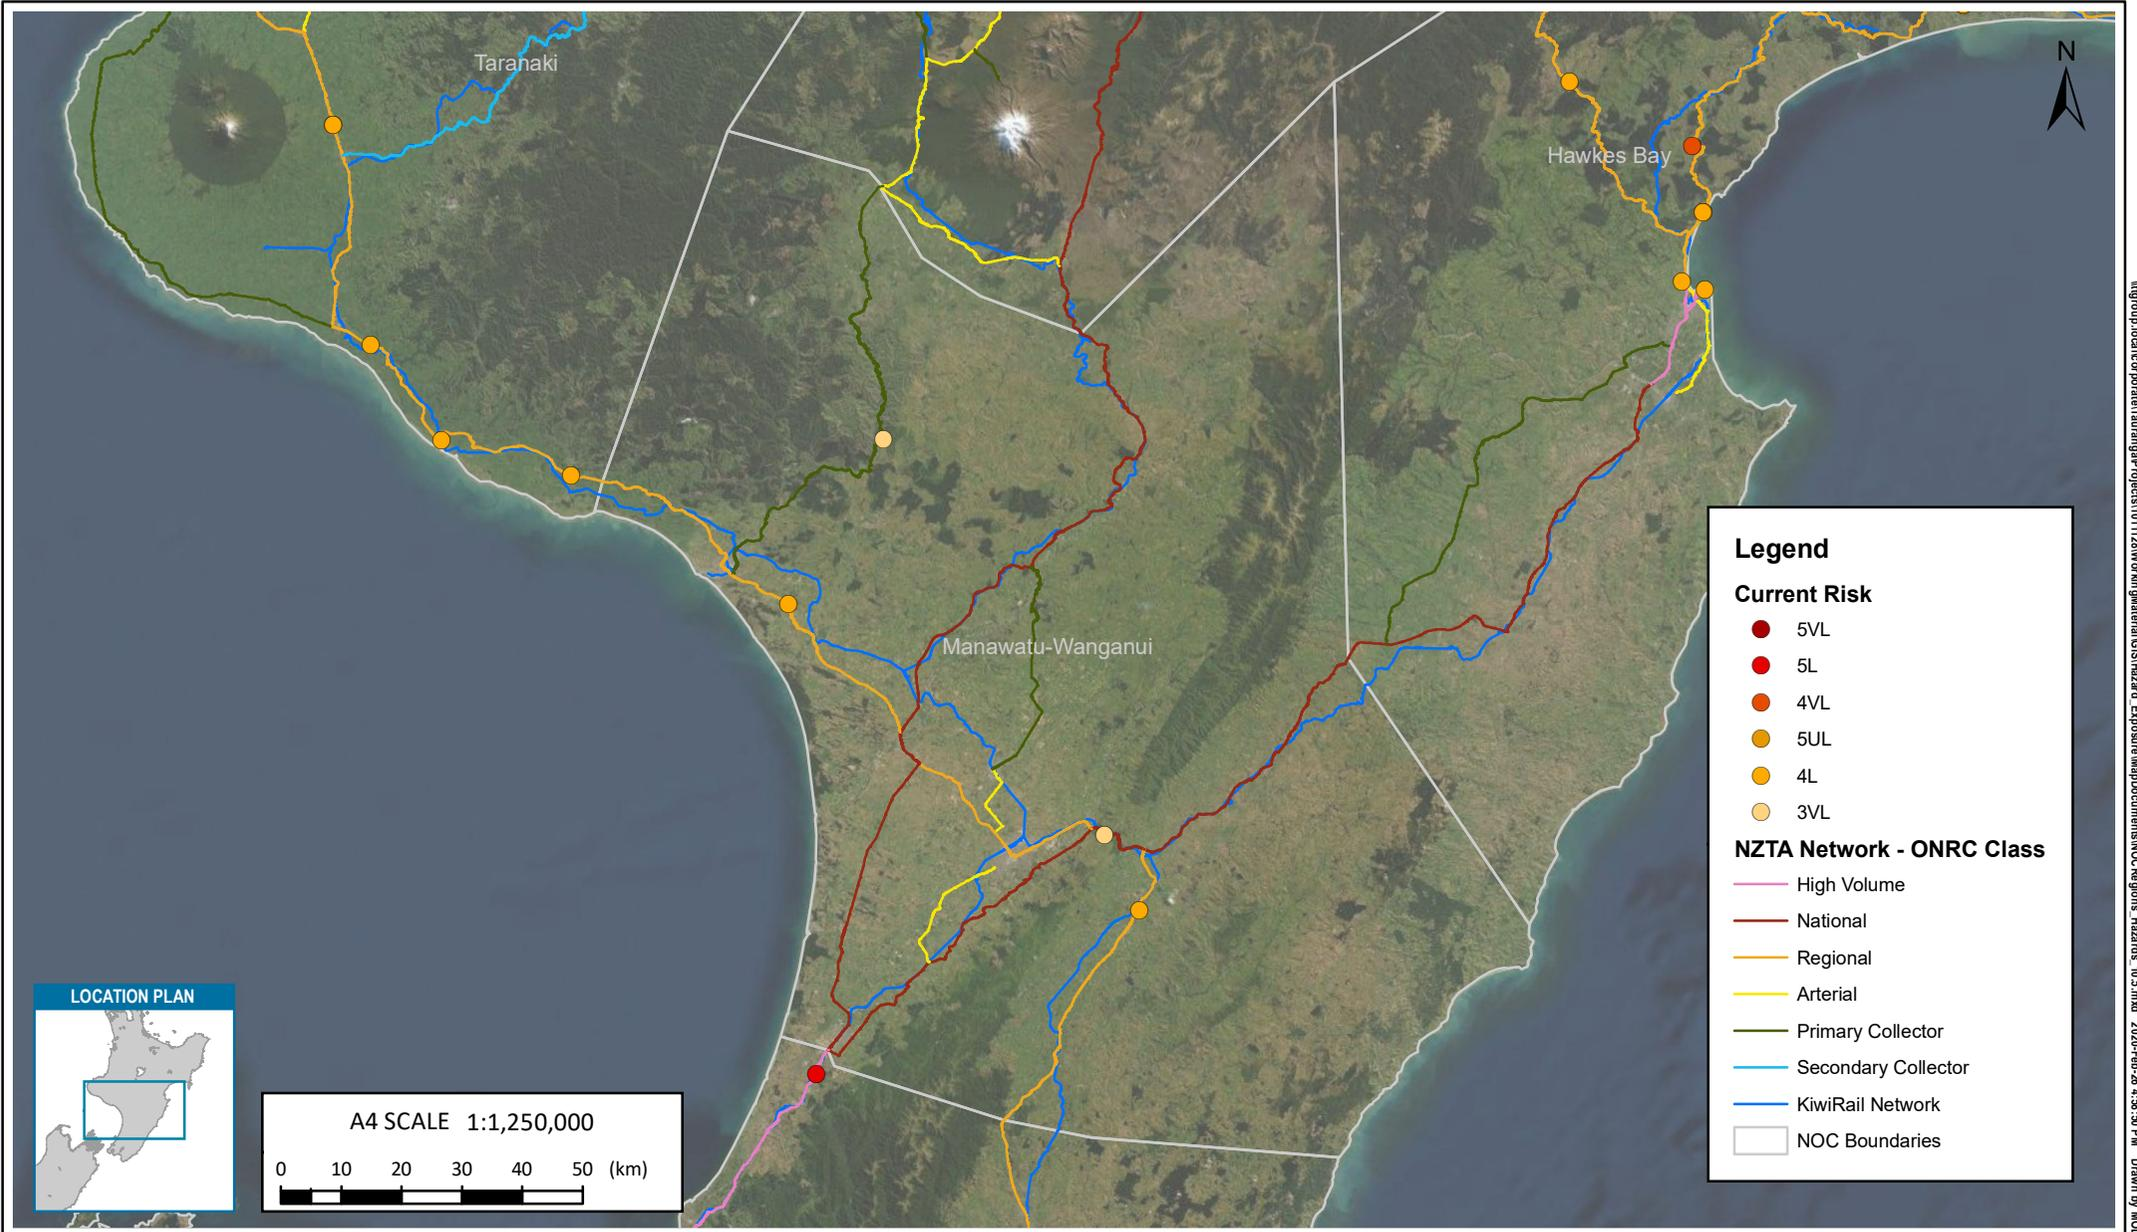 Taranaki
N
Hawkes Bay
Manawatu-Wanganui
Legend
Current Risk
5VL
5L
4VL
5UL
4L
3VL
NZTA Network - ONRC Class
High Volume
National
Regional
Arterial
Primary Collector
Secondary Collector
KiwiRail Network
NOC Boundaries
LOCATION PLAN
A4 SCALE 1:1,250,000
0 10 20 30 40 50 (km)